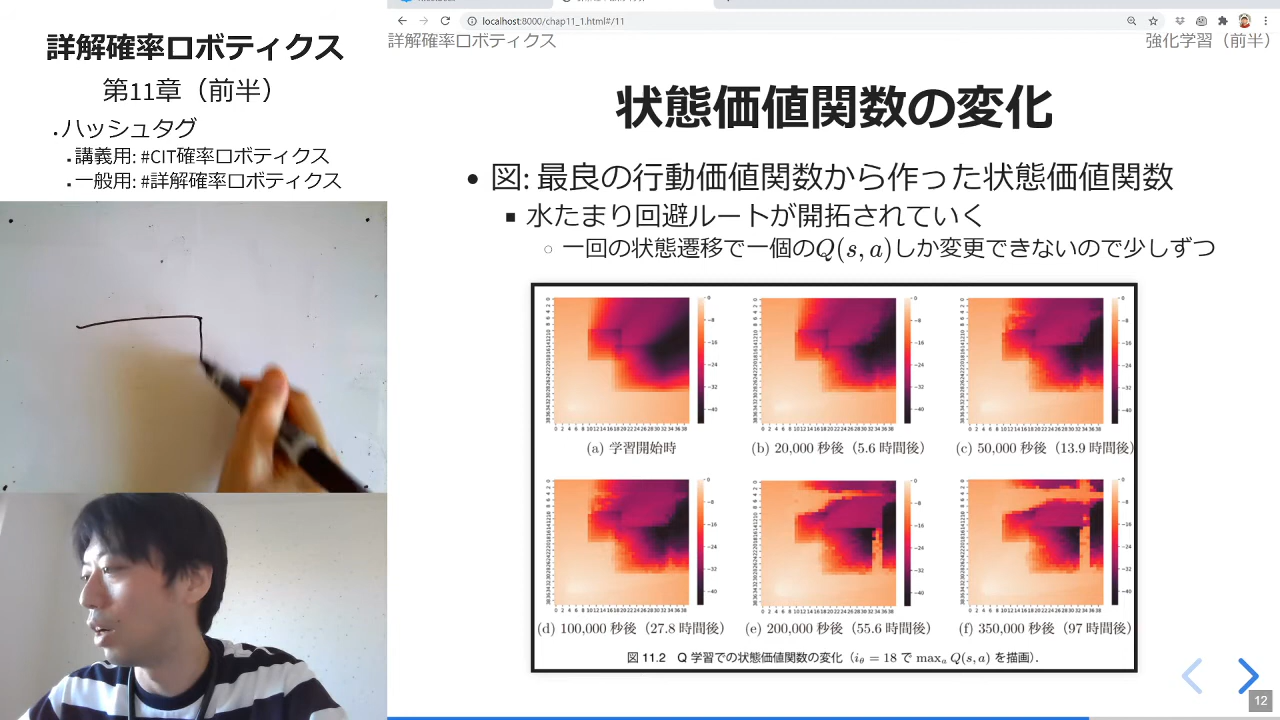 詳解確率ロボティクス
第11章（前半）
ハッシュタグ
講義用: #CIT確率ロボティクス
一般用: #詳解確率ロボティクス
localhost:8000/chap11_1.html#/11
詳解確率ロボティクス
強化学習（前半）
状態価値関数の変化
図: 最良の行動価値関数から作った状態価値関数
水たまり回避ルートが開拓されていく
一回の状態遷移で一個のQ(s, a)しか変更できないので少しずつ
(a) 学習開始時
(b) 20,000 秒後（5.6 時間後）
(c) 50,000 秒後（13.9 時間後）
(d) 100,000 秒後（27.8 時間後）
(e) 200,000 秒後（55.6 時間後）
(f) 350,000 秒後（97 時間後）
図 11.2 Q 学習での状態価値関数の変化（iθ = 18 で maxa Q(s, a) を描画）.
12